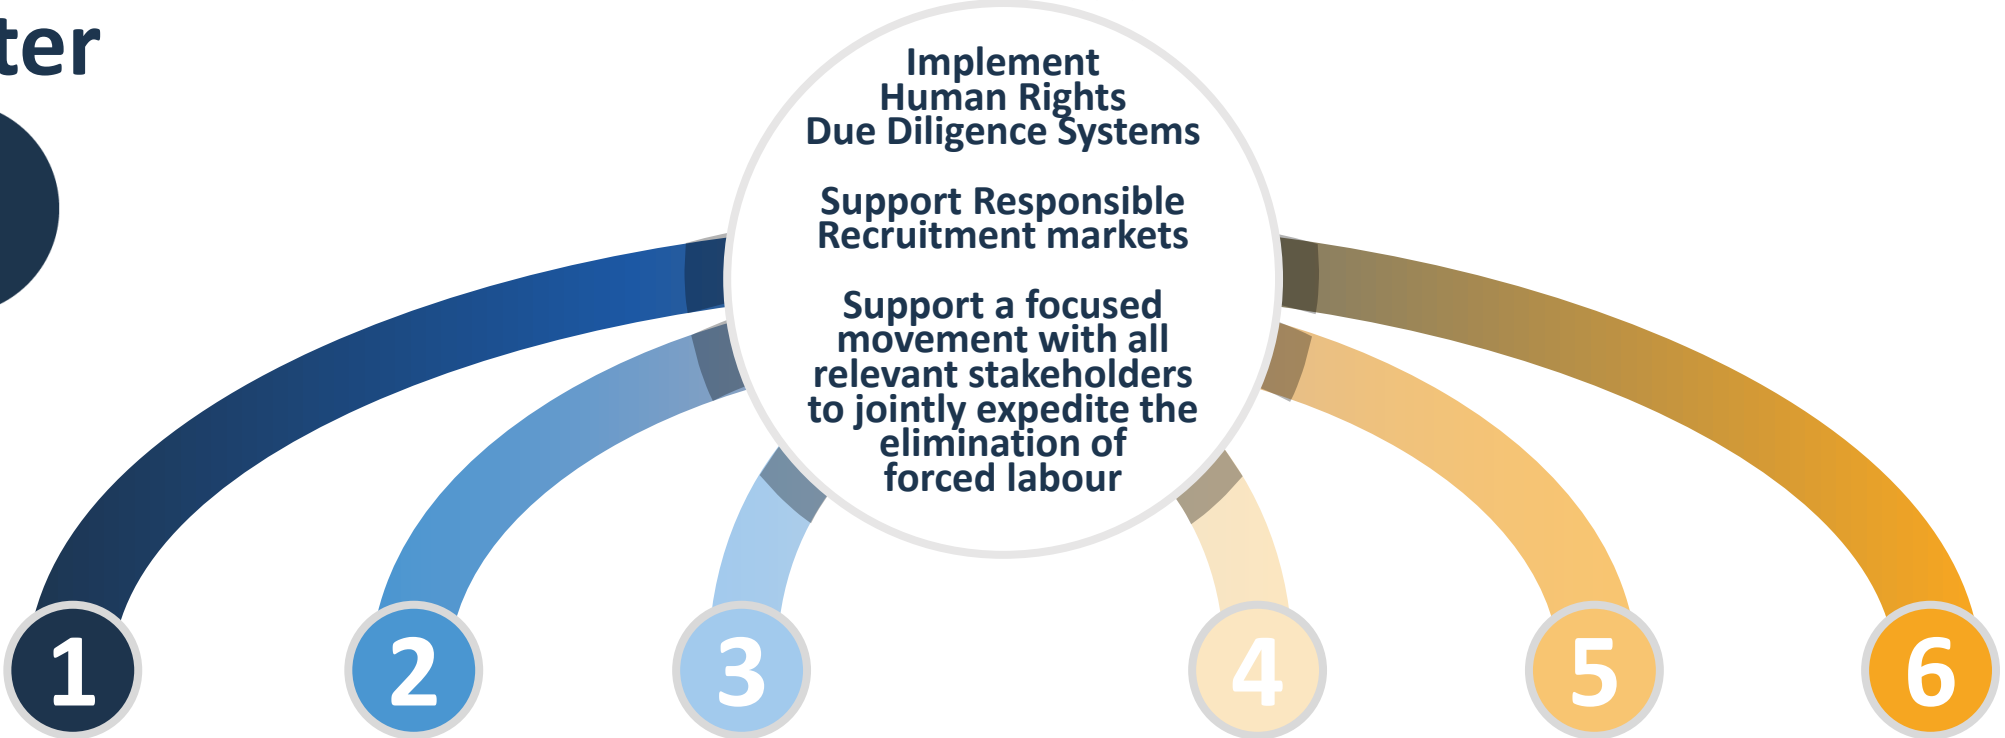 ter
Implement
Human Rights
Due Diligence Systems
Support Responsible
Recruitment markets
Support a focused
movement with all
relevant stakeholders
to jointly expedite the
elimination of
forced labour
1
2
3
4
5
6